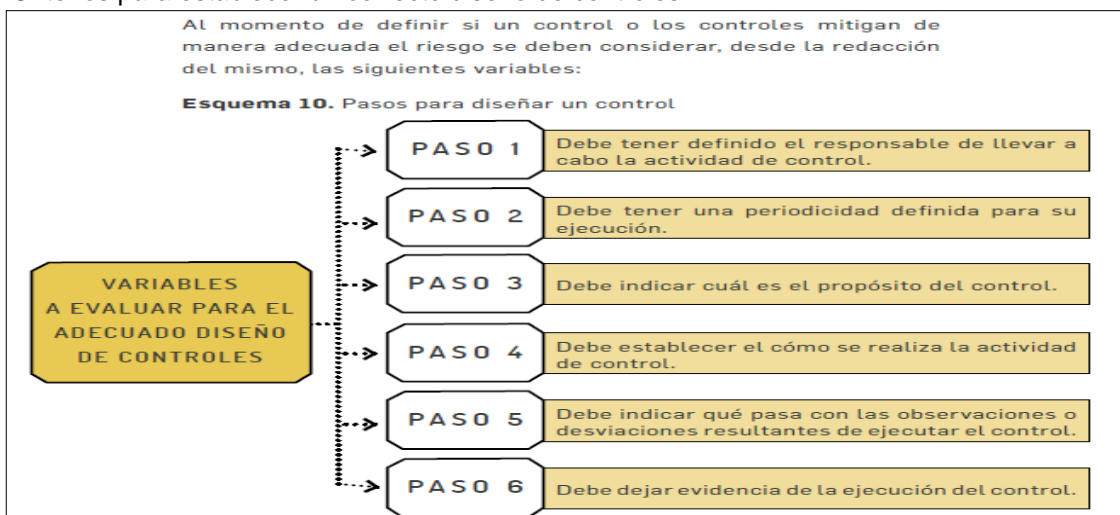 Al momento de definir si un control o los controles mitigan de
manera adecuada el riesgo se deben considerar, desde la redacción
del mismo, las siguientes variables:
Esquema 10. Pasos para diseñar un control
VARIABLES
A EVALUAR PARA EL
ADECUADO DISEÑO
DE CONTROLES
PASO 1
Debe tener definido el responsable de llevar a
cabo la actividad de control.
PASO 2
Debe tener una periodicidad definida para su
ejecución.
PASO 3
Debe indicar cuál es el propósito del control.
PASO 4
Debe establecer el cómo se realiza la actividad
de control.
PASO 5
Debe indicar qué pasa con las observaciones o
desviaciones resultantes de ejecutar el control.
PASO 6
Debe dejar evidencia de la ejecución del control.